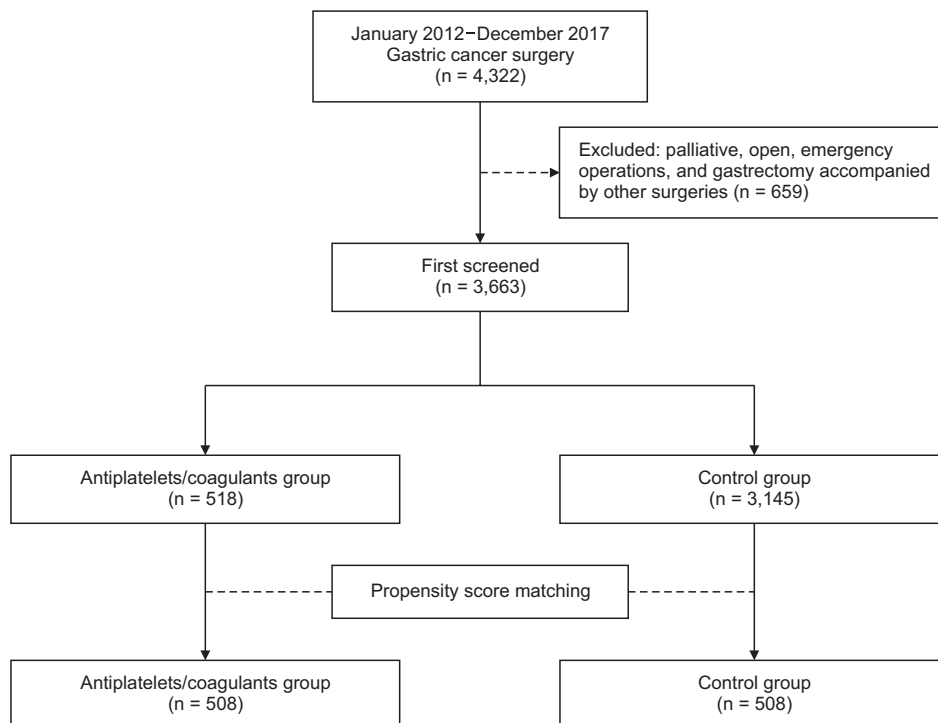 January 2012−December 2017
Gastric cancer surgery
(n = 4,322)
Excluded: palliative, open, emergency
operations, and gastrectomy accompanied
by other surgeries (n = 659)
First screened
(n = 3,663)
Antiplatelets/coagulants group
(n = 518)
Control group
(n = 3,145)
Propensity score matching
Antiplatelets/coagulants group
(n = 508)
Control group
(n = 508)